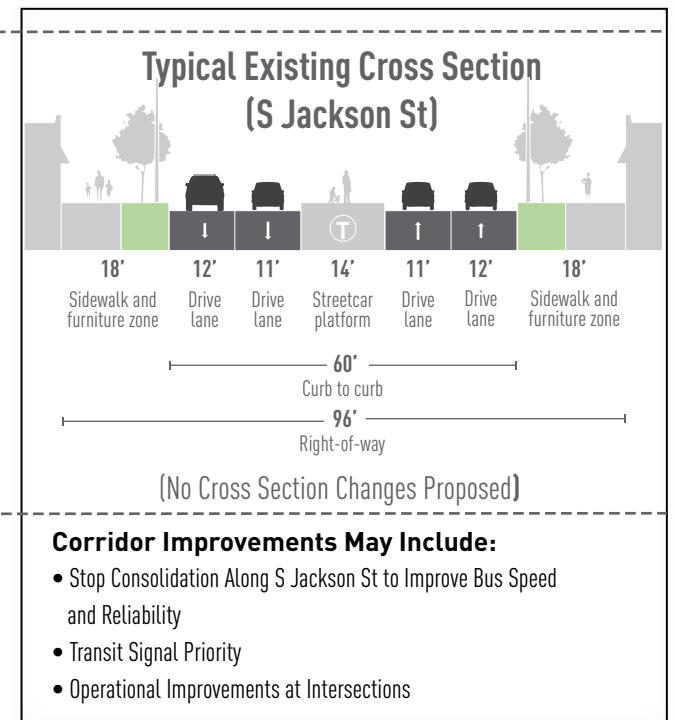 Typical Existing Cross Section
(S Jackson St)
T
18' 12' 11' 14' 11' 12' 18'
Sidewalk and furniture zone
Drive lane
Drive lane
Streetcar platform
Drive lane
Drive lane
Sidewalk and furniture zone
60'
Curb to curb
96'
Right-of-way
(No Cross Section Changes Proposed)
Corridor Improvements May Include:
• Stop Consolidation Along S Jackson St to Improve Bus Speed
and Reliability
• Transit Signal Priority
• Operational Improvements at Intersections